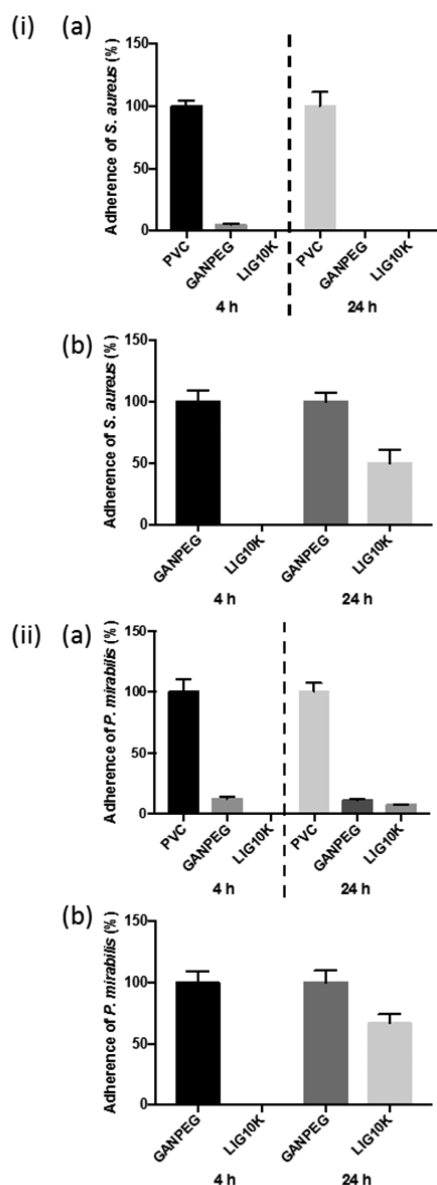 (i) (a)
Adherence of S. aureus (%)
150
100
50
0
PVC
GANPEG
LIG10K
PVC
GANPEG
LIG10K
4 h
24 h
(b)
Adherence of S. aureus (%)
150
100
50
0
GANPEG
LIG10K
GANPEG
LIG10K
4 h
24 h
(ii) (a)
Adherence of P. mirabilis (%)
150
100
50
0
PVC
GANPEG
LIG10K
PVC
GANPEG
LIG10K
4 h
24 h
(b)
Adherence of P. mirabilis (%)
150
100
50
0
GANPEG
LIG10K
GANPEG
LIG10K
4 h
24 h